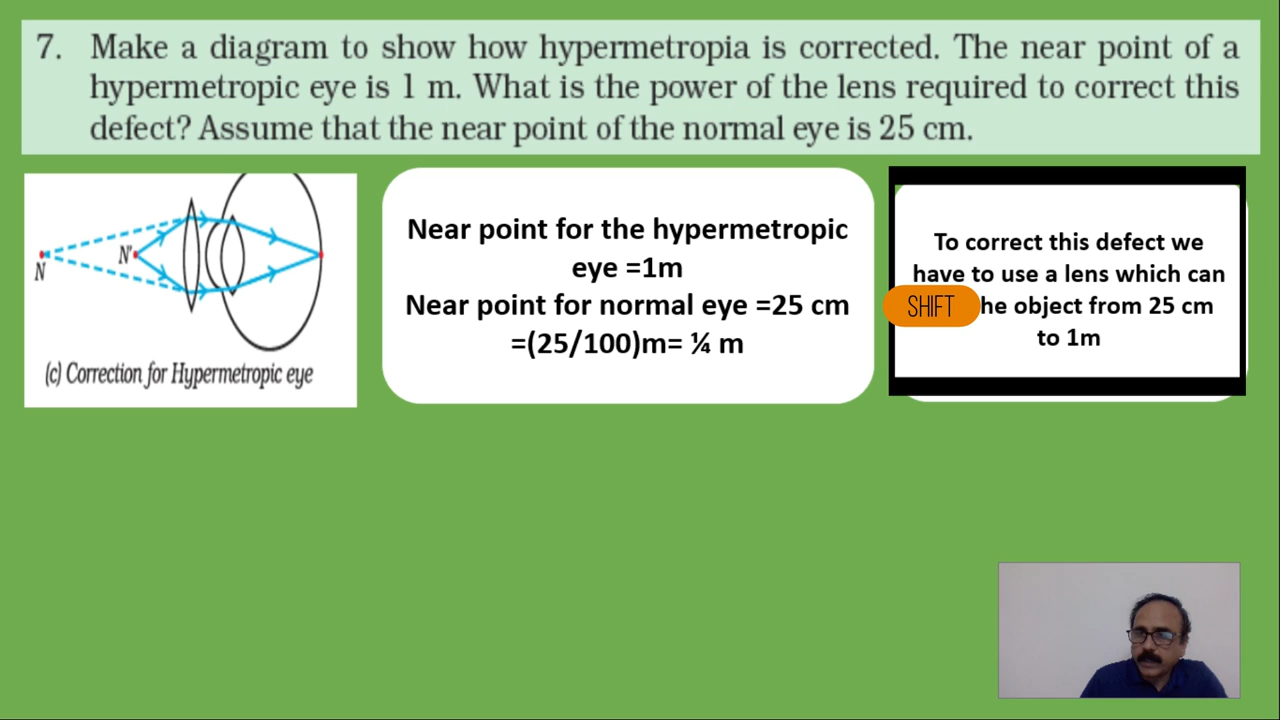 7. Make a diagram to show how hypermetropia is corrected. The near point of a
hypermetropic eye is 1 m. What is the power of the lens required to correct this
defect? Assume that the near point of the normal eye is 25 cm.
N
N'
(c) Correction for Hypermetropic eye
Near point for the hypermetropic
eye =1m
Near point for normal eye =25 cm
=(25/100)m= ¼ m
To correct this defect we
have to use a lens which can
SHIFT he object from 25 cm
to 1m